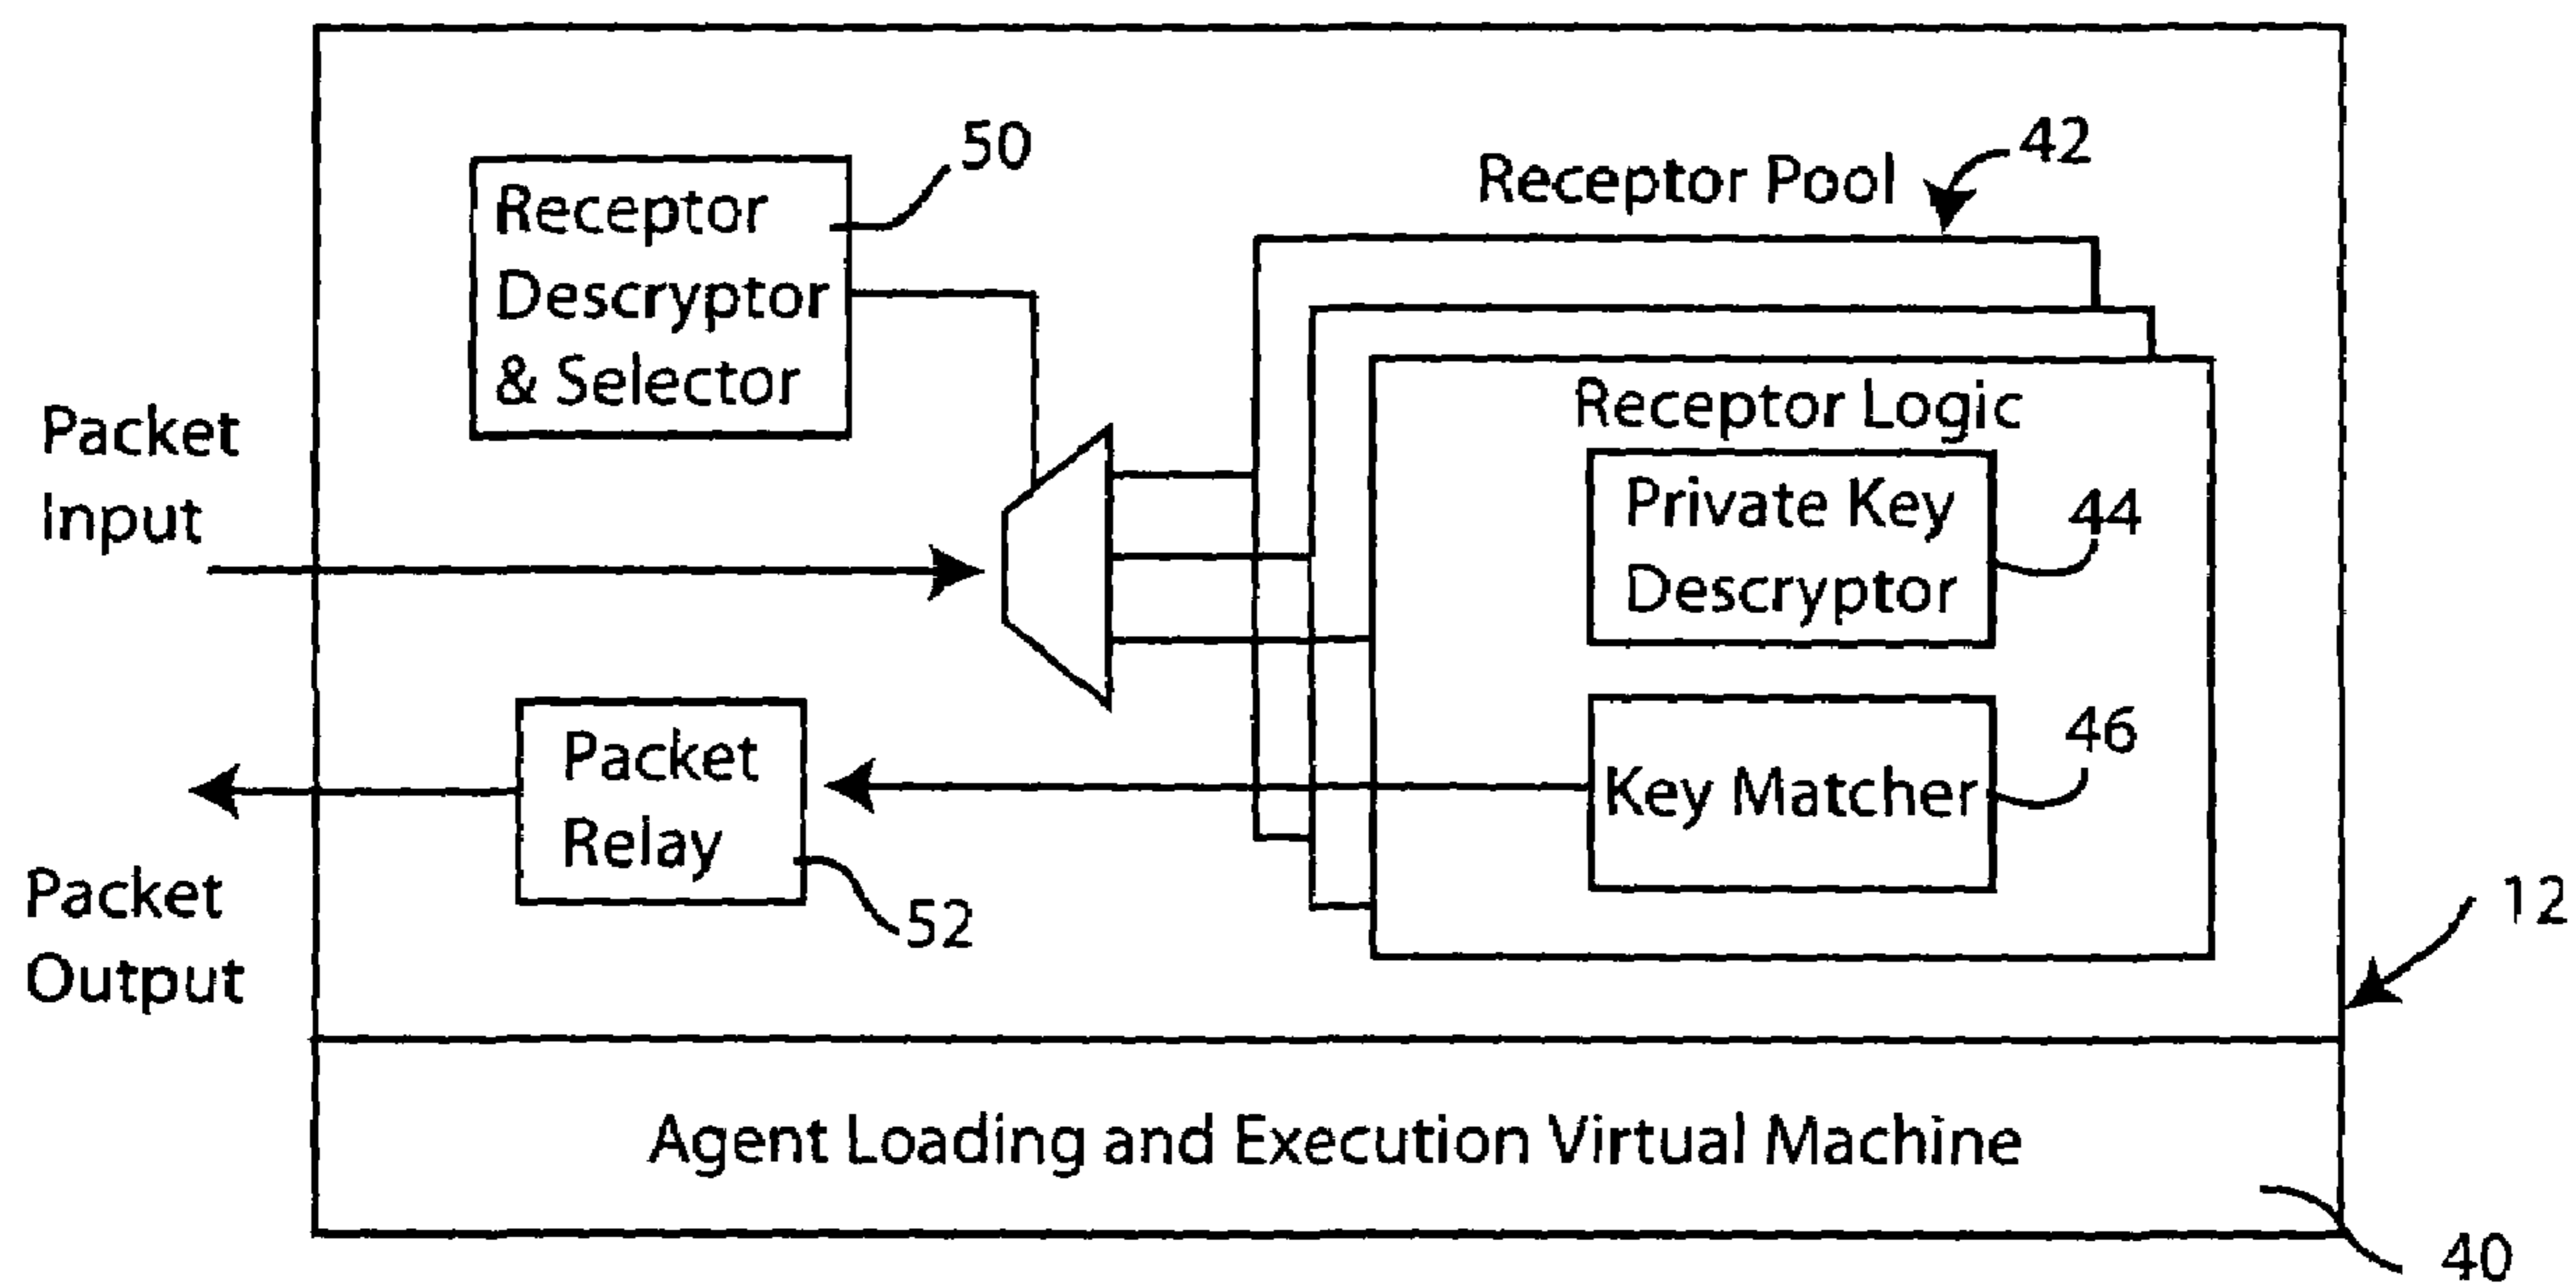 50
Receptor
Descryptor
& Selector
Receptor Pool
42
Receptor Logic
Private Key
Descryptor
44
Key Matcher
46
Packet
Input
Packet
Relay
52
Packet
Output
12
Agent Loading and Execution Virtual Machine
40